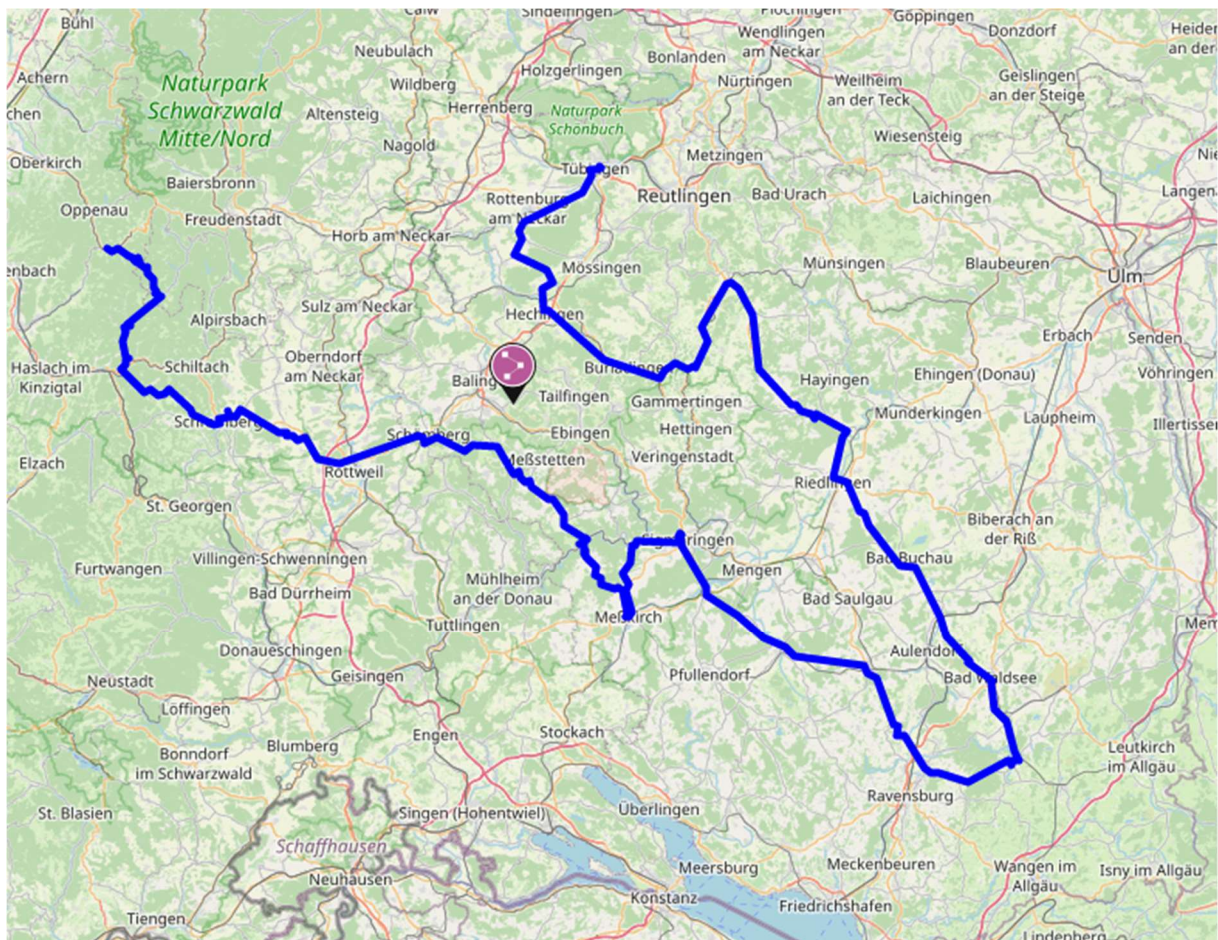 Bühl
Calw
Sindelfingen
Plochingen
Göppingen
Donzdorf
Heiden
an der
Neubulach
Holzgerlingen
Bonlanden
Wendlingen
am Neckar
Achern
Naturpark
Schwarzwald
Mitte/Nord
Wildberg
Herrenberg
Nürtingen
Weilheim
an der Teck
Geislingen
an der Steige
chen
Altensteig
Naturpark
Schönbuch
Wiesensteig
Nagold
Oberkirch
Metzingen
Nie
Baiersbronn
Tübingen
Reutlingen
Bad Urach
Laichingen
Langen
Oppenau
Freudenstadt
Rottenburg
am Neckar
Horb am Neckar
enbach
Mössingen
Münsingen
Blaubeuren
Ulm
Sulz am Neckar
Alpirsbach
Hechingen
Erbach
Senden
Haslach im
Kinzigtal
Schiltach
Oberndorf
am Neckar
Baling
Burladingen
Hayingen
Ehingen (Donau)
Vöhringen
Tailfingen
Gammertingen
Munderkingen
Laupheim
Illertissen
Schömberg
Ebingen
Hettingen
Elzach
Rottweil
Meßstetten
Veringenstadt
Riedlingen
St. Georgen
Biberach an
der Riß
Villingen-Schwenningen
Furtwangen
Bad Dürrheim
Mühlheim
an der Donau
Mengen
Bad Buchau
Bad Saulgau
Tuttlingen
Meßkirch
Mem
Donaueschingen
Aulendorf
Neustadt
Geisingen
Pfullendorf
Bad Waldsee
Löffingen
Engen
Stockach
Bonndorf
im Schwarzwald
Blumberg
Leutkirch
im Allgäu
St. Blasien
Singen (Hohentwiel)
Überlingen
Ravensburg
Schaffhausen
Neuhausen
Meersburg
Meckenbeuren
Wangen im
Allgäu
Isny im Allgäu
Konstanz
Friedrichshafen
Tiengen
Lindenberg